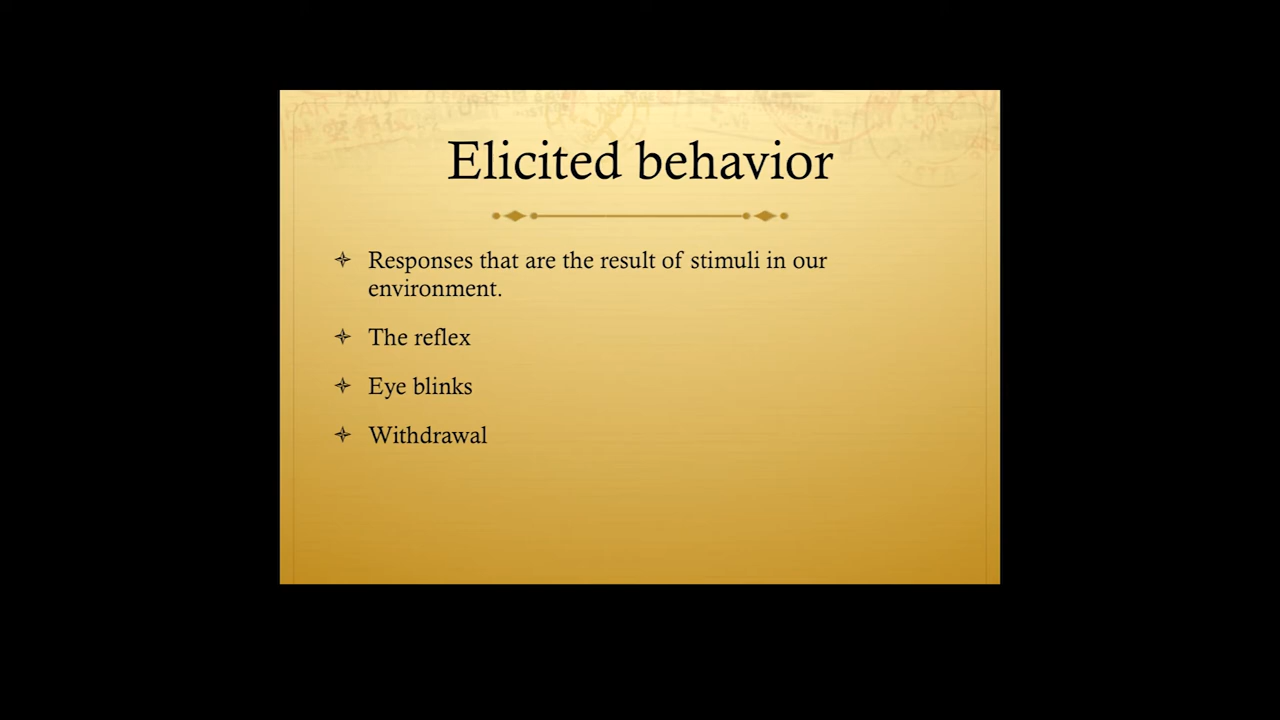 Elicited behavior
Responses that are the result of stimuli in our
environment.
The reflex
Eye blinks
Withdrawal